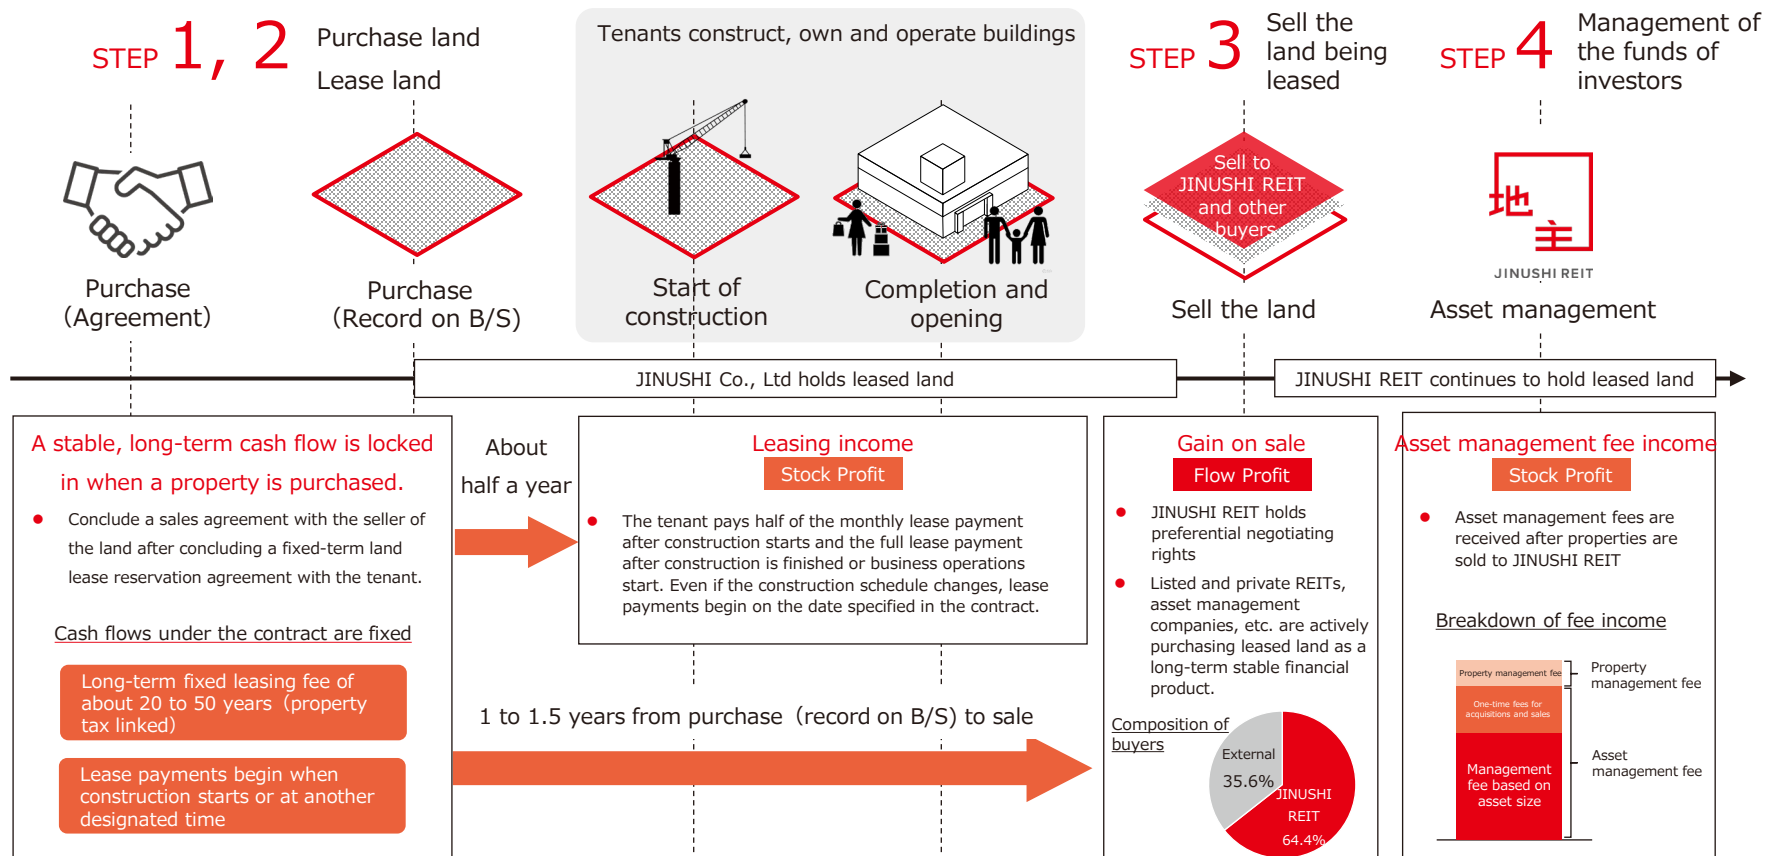 STEP 1, 2
Purchase land
Lease land
Tenants construct, own and operate buildings
STEP 3
Sell the
land being
leased
STEP 4
Management of
the funds of
investors
Sell to
JINUSHI REIT
and other
buyers
地
主
JINUSHI REIT
Purchase
（Agreement）
Purchase
（Record on B/S）
Start of
construction
Completion and
opening
Sell the land
Asset management
JINUSHI Co., Ltd holds leased land
JINUSHI REIT continues to hold leased land
A stable, long-term cash flow is locked
in when a property is purchased.
● Conclude a sales agreement with the seller of
the land after concluding a fixed-term land
lease reservation agreement with the tenant.
Cash flows under the contract are fixed
Long-term fixed leasing fee of
about 20 to 50 years（property
tax linked）
Lease payments begin when
construction starts or at another
designated time
About
half a year
Leasing income
Stock Profit
● The tenant pays half of the monthly lease payment
after construction starts and the full lease payment
after construction is finished or business operations
start. Even if the construction schedule changes, lease
payments begin on the date specified in the contract.
1 to 1.5 years from purchase（record on B/S) to sale
Gain on sale
Flow Profit
● JINUSHI REIT holds
preferential negotiating
rights
● Listed and private REITs,
asset management
companies, etc. are actively
purchasing leased land as a
long-term stable financial
product.
Composition of
buyers
External
35.6%
JINUSHI
REIT
64.4%
Asset management fee income
Stock Profit
● Asset management fees are
received after properties are
sold to JINUSHI REIT
Breakdown of fee income
Property management fee
One-time fees for
acquisitions and sales
Management
fee based on
asset size
Property
management fee
Asset
management fee